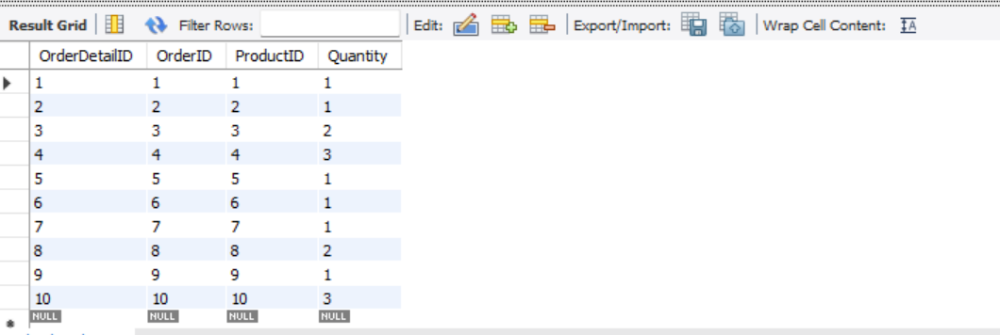 Result Grid Filter Rows: Edit: Export/Import: Wrap Cell Content: IA
OrderDetailID OrderID ProductID Quantity
1 1 1 1
2 2 2 1
3 3 3 2
4 4 4 3
5 5 5 1
6 6 6 1
7 7 7 1
8 8 8 2
9 9 9 1
10 10 10 3
NULL NULL NULL NULL